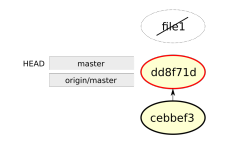 file1
HEAD master
dd8f71d
origin/master
cebbef3